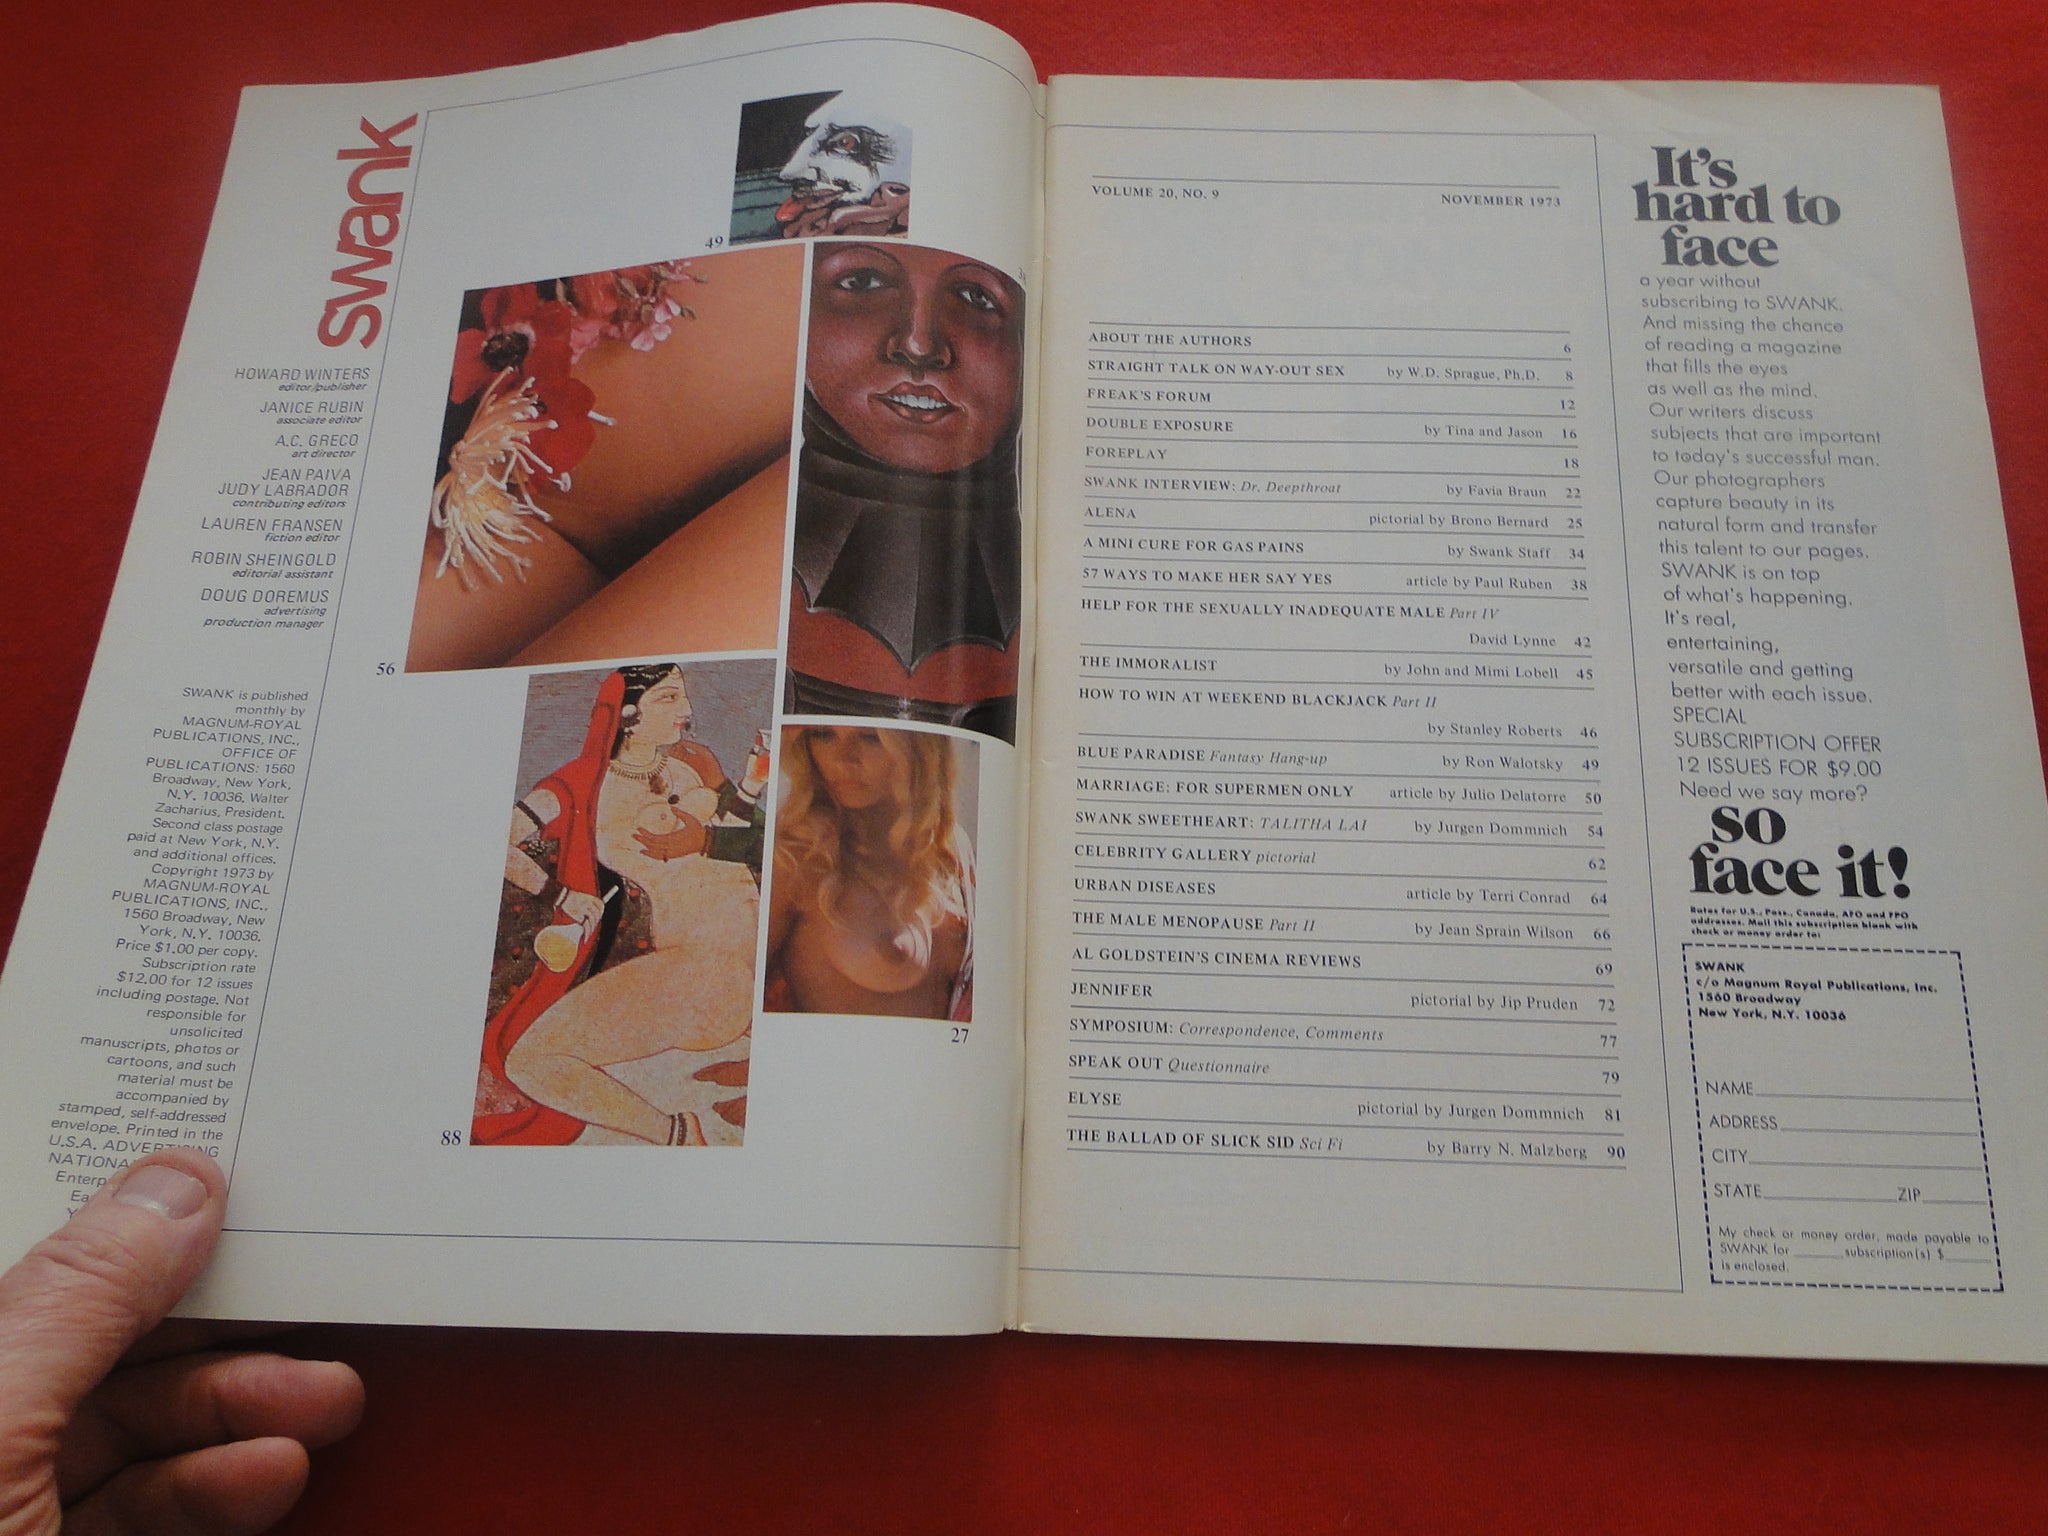 swank
HOWARD WINTERS
editor/publisher
JANICE RUBIN
associate editor
A.C. GRECO
art director
JEAN PAIVA
JUDY LABRADOR
contributing editors
LAUREN FRANSEN
fiction editor
ROBIN SHEINGOLD
editorial assistant
DOUG DOREMUS
advertising
production manager
SWANK is published
monthly by
MAGNUM-ROYAL
PUBLICATIONS, INC.,
OFFICE OF
PUBLICATIONS: 1560
Broadway, New York,
N.Y. 10036. Walter
Zacharius, President.
Second class postage
paid at New York, N.Y.
and additional offices.
Copyright 1973 by
MAGNUM-ROYAL
PUBLICATIONS, INC.,
1560 Broadway, New
York, N.Y. 10036.
Price $1.00 per copy.
Subscription rate
$12.00 for 12 issues
including postage. Not
responsible for
unsolicited
manuscripts, photos or
cartoons, and such
material must be
accompanied by
stamped, self-addressed
envelope. Printed in the
U.S.A.
49
56
88
27
VOLUME 20, NO. 9 NOVEMBER 1973
ABOUT THE AUTHORS 6
STRAIGHT TALK ON WAY-OUT SEX by W.D. Sprague, Ph.D. 8
FREAK'S FORUM 12
DOUBLE EXPOSURE by Tina and Jason 16
FOREPLAY 18
SWANK INTERVIEW: Dr. Deepthroat by Favia Braun 22
ALENA pictorial by Brono Bernard 25
A MINI CURE FOR GAS PAINS by Swank Staff 34
57 WAYS TO MAKE HER SAY YES article by Paul Ruben 38
HELP FOR THE SEXUALLY INADEQUATE MALE Part IV
David Lynne 42
THE IMMORALIST by John and Mimi Lobell 45
HOW TO WIN AT WEEKEND BLACKJACK Part II
by Stanley Roberts 46
BLUE PARADISE Fantasy Hang-up by Ron Walotsky 49
MARRIAGE: FOR SUPERMEN ONLY article by Julio Delatorre 50
SWANK SWEETHEART: TALITHA LAI by Jurgen Dommnich 54
CELEBRITY GALLERY pictorial 62
URBAN DISEASES article by Terri Conrad 64
THE MALE MENOPAUSE Part II by Jean Sprain Wilson 66
AL GOLDSTEIN'S CINEMA REVIEWS 69
JENNIFER pictorial by Jip Pruden 72
SYMPOSIUM: Correspondence, Comments 77
SPEAK OUT Questionnaire 79
ELYSE pictorial by Jurgen Dommnich 81
THE BALLAD OF SLICK SID Sci Fi by Barry N. Malzberg 90
It's
hard to
face
a year without
subscribing to SWANK.
And missing the chance
of reading a magazine
that fills the eyes
as well as the mind.
Our writers discuss
subjects that are important
to today's successful man.
Our photographers
capture beauty in its
natural form and transfer
this talent to our pages.
SWANK is on top
of what's happening.
It's real,
entertaining,
versatile and getting
better with each issue.
SPECIAL
SUBSCRIPTION OFFER
12 ISSUES FOR $9.00
Need we say more?
so
face it!
Rates for U.S., Poss., Canada, APO and FPO
addresses. Mail this subscription blank with
check or money order to:
SWANK
c/o Magnum Royal Publications, Inc.
1560 Broadway
New York, N.Y. 10036
NAME
ADDRESS
CITY
STATE ZIP
My check or money order, made payable to
SWANK for subscription(s) $
is enclosed.